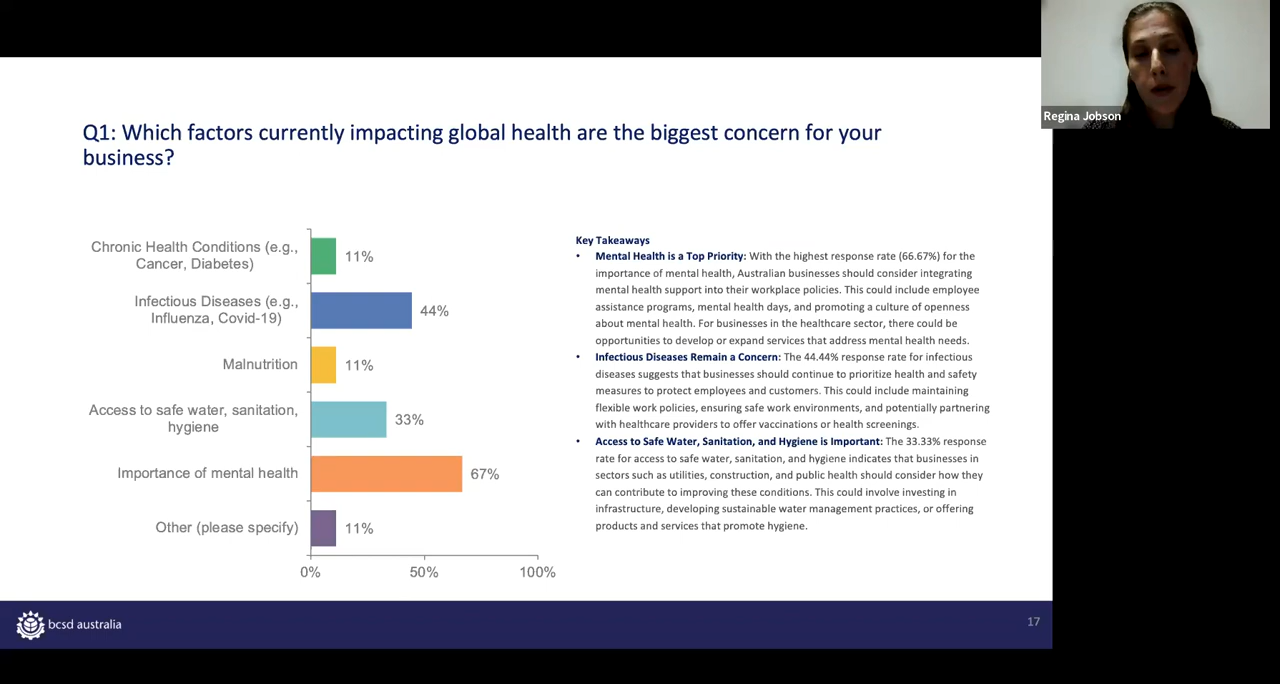 Regina Jobson
Q1: Which factors currently impacting global health are the biggest concern for your
business?
Chronic Health Conditions (e.g.,
Cancer, Diabetes)
11%
Infectious Diseases (e.g.,
Influenza, Covid-19)
44%
Malnutrition
11%
Access to safe water, sanitation,
hygiene
33%
Importance of mental health
67%
Other (please specify)
11%
0%
50%
100%
Key Takeaways
• Mental Health is a Top Priority: With the highest response rate (66.67%) for the
importance of mental health, Australian businesses should consider integrating
mental health support into their workplace policies. This could include employee
assistance programs, mental health days, and promoting a culture of openness
about mental health. For businesses in the healthcare sector, there could be
opportunities to develop or expand services that address mental health needs.
• Infectious Diseases Remain a Concern: The 44.44% response rate for infectious
diseases suggests that businesses should continue to prioritize health and safety
measures to protect employees and customers. This could include maintaining
flexible work policies, ensuring safe work environments, and potentially partnering
with healthcare providers to offer vaccinations or health screenings.
• Access to Safe Water, Sanitation, and Hygiene is Important: The 33.33% response
rate for access to safe water, sanitation, and hygiene indicates that businesses in
sectors such as utilities, construction, and public health should consider how they
can contribute to improving these conditions. This could involve investing in
infrastructure, developing sustainable water management practices, or offering
products and services that promote hygiene.
bcsd australia
17